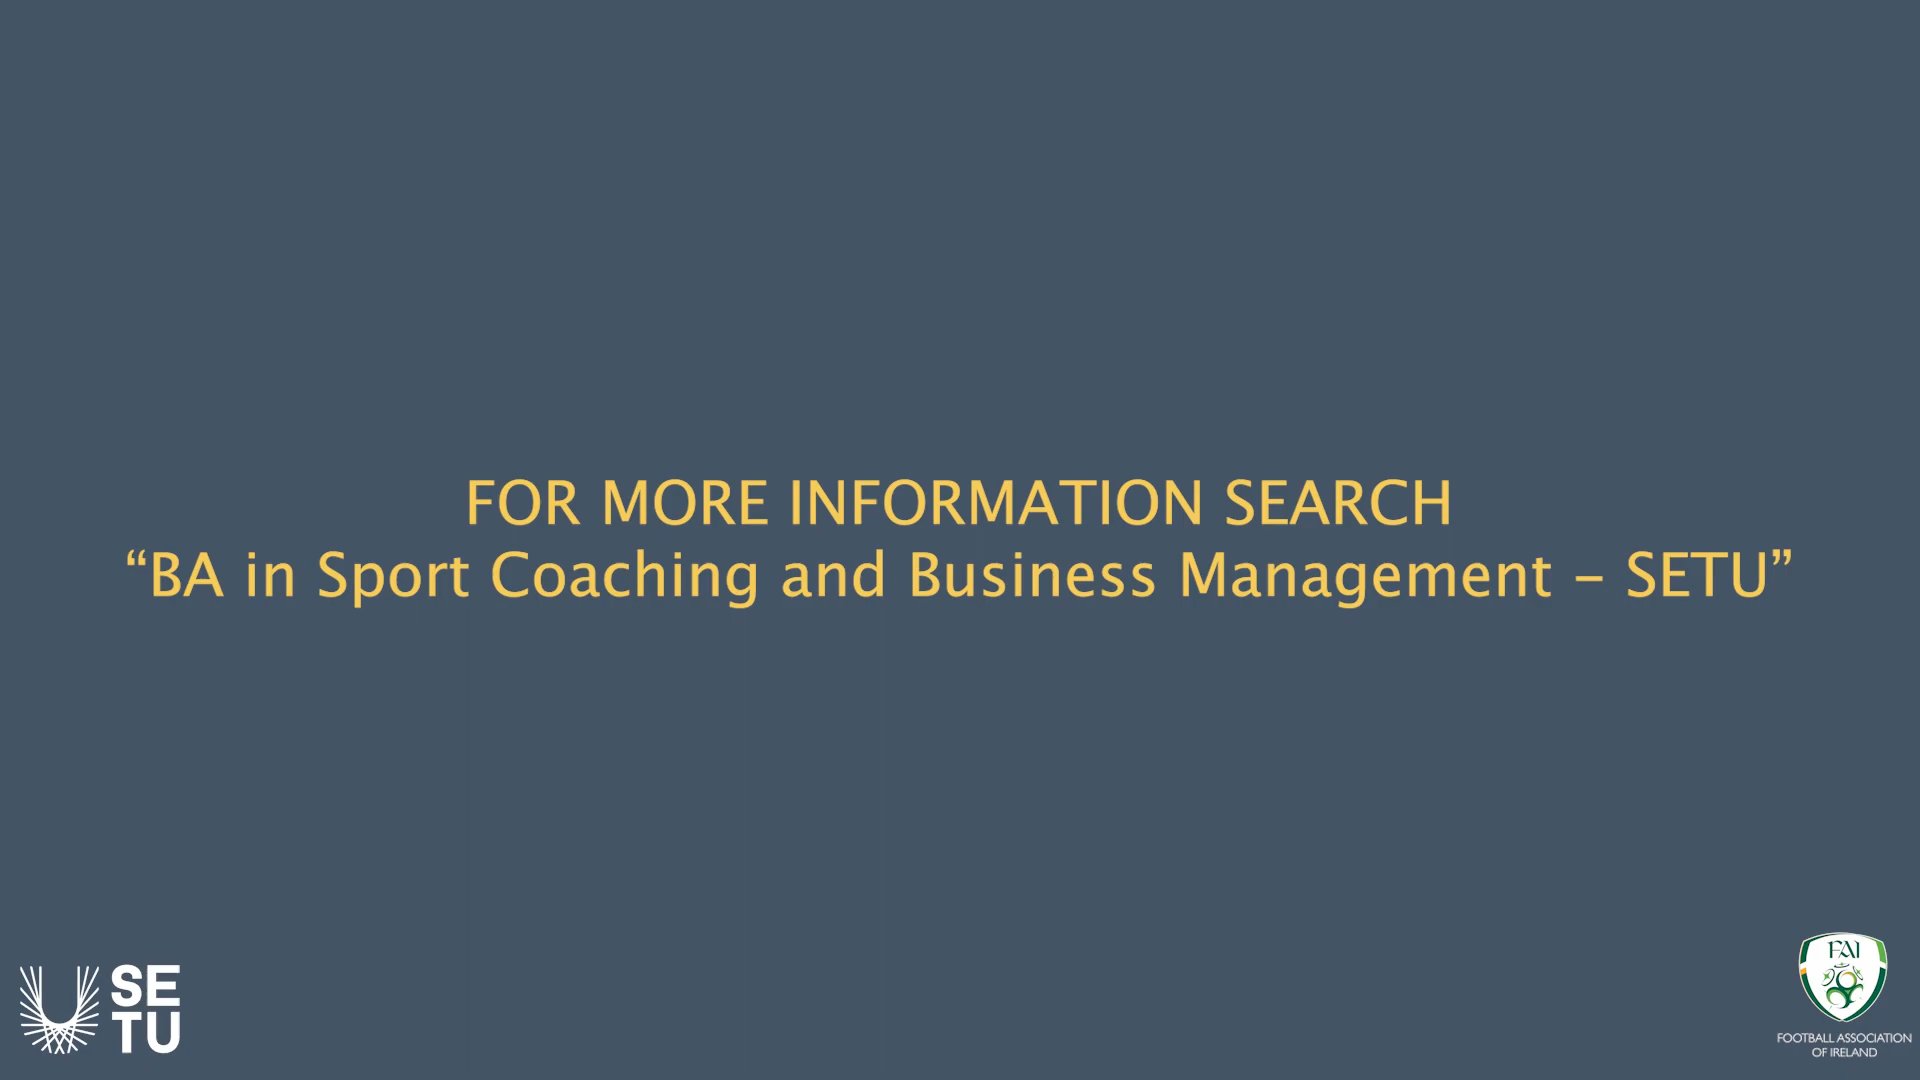 FOR MORE INFORMATION SEARCH
“BA in Sport Coaching and Business Management – SETU”
SE
TU
FAI
FOOTBALL ASSOCIATION
OF IRELAND